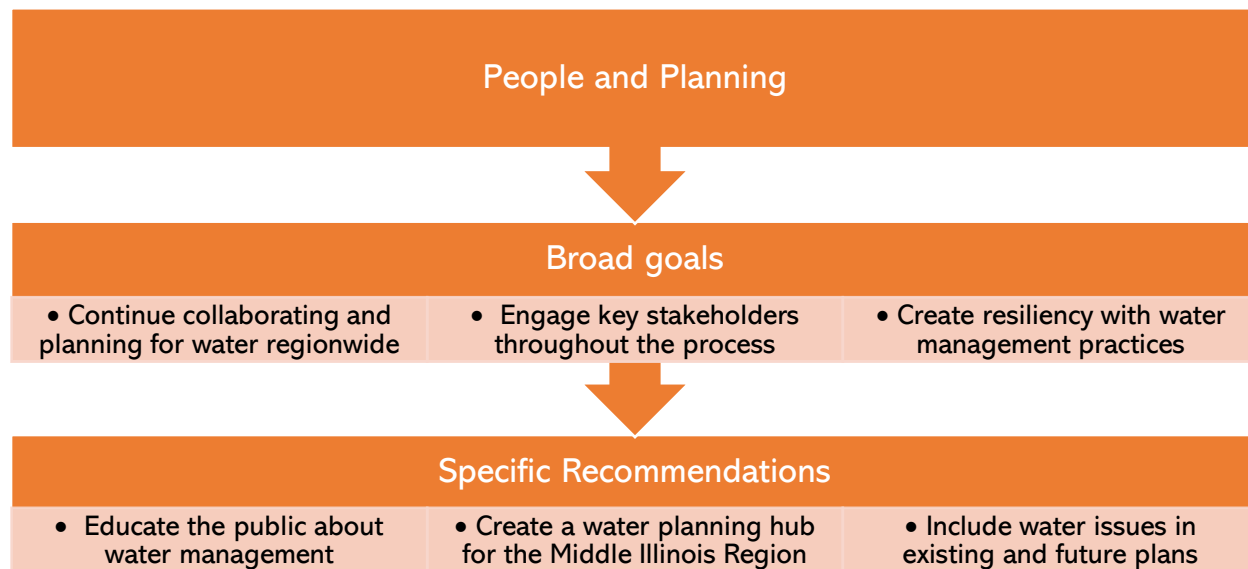 People and Planning
Broad goals
• Continue collaborating and
planning for water regionwide
• Engage key stakeholders
throughout the process
• Create resiliency with water
management practices
Specific Recommendations
• Educate the public about
water management
• Create a water planning hub
for the Middle Illinois Region
• Include water issues in
existing and future plans